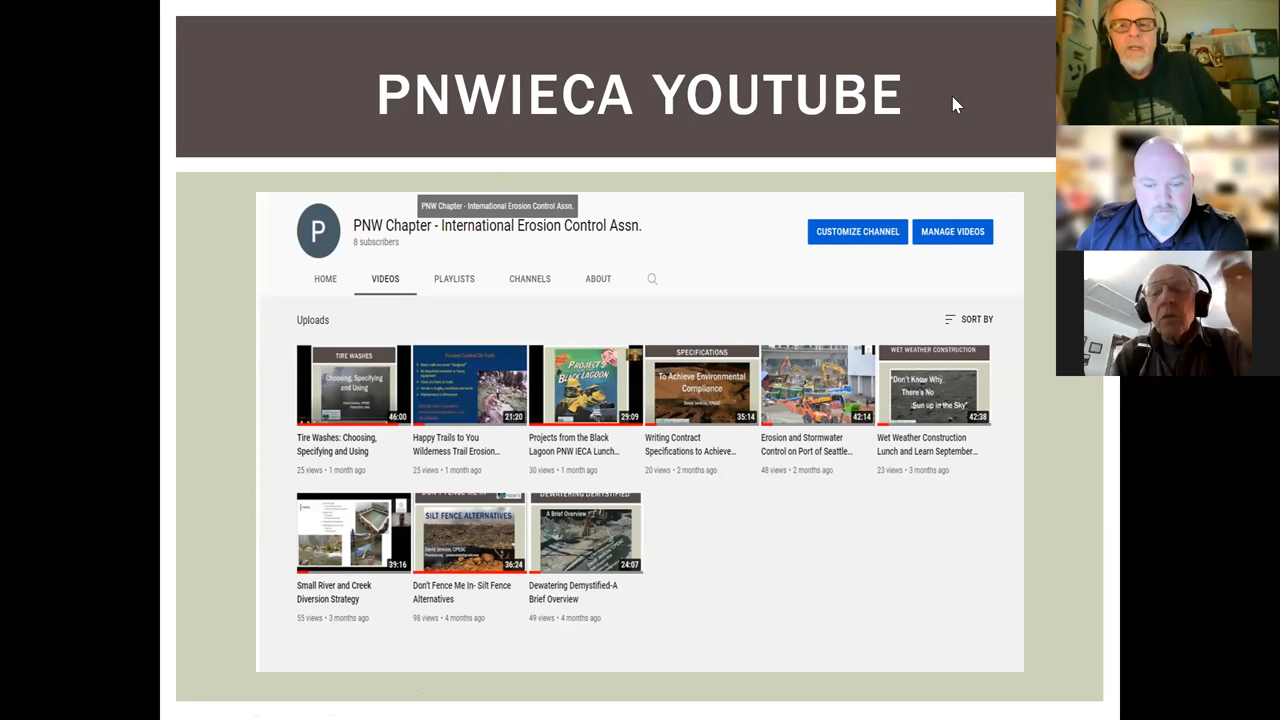 PNWIECA YOUTUBE
PNW Chapter - International Erosion Control Assn.
P
PNW Chapter - International Erosion Control Assn.
8 subscribers
CUSTOMIZE CHANNEL
MANAGE VIDEOS
HOME
VIDEOS
PLAYLISTS
CHANNELS
ABOUT
Uploads
SORT BY
TIRE WASHES
Choosing, Specifying
and Using
46:00
Tire Washes: Choosing,
Specifying and Using
25 views • 1 month ago
Erosion Control On Trails
21:20
Happy Trails to You
Wilderness Trail Erosion...
25 views • 1 month ago
PROJECTS
BLACK LAGOON
29:09
Projects from the Black
Lagoon PNW IECA Lunch...
30 views • 1 month ago
SPECIFICATIONS
To Achieve Environmental
Compliance
35:14
Writing Contract
Specifications to Achieve...
20 views • 2 months ago
42:14
Erosion and Stormwater
Control on Port of Seattle...
48 views • 2 months ago
WET WEATHER CONSTRUCTION
"Don't Know Why
There's No
Sun up in the Sky"
42:38
Wet Weather Construction
Lunch and Learn September...
23 views • 3 months ago
39:16
Small River and Creek
Diversion Strategy
55 views • 3 months ago
DON'T FENCE ME IN
SILT FENCE ALTERNATIVES
David Jenkins, CPESC
36:24
Don't Fence Me In- Silt Fence
Alternatives
98 views • 4 months ago
DEWATERING DEMYSTIFIED
A Brief Overview
24:07
Dewatering Demystified-A
Brief Overview
49 views • 4 months ago